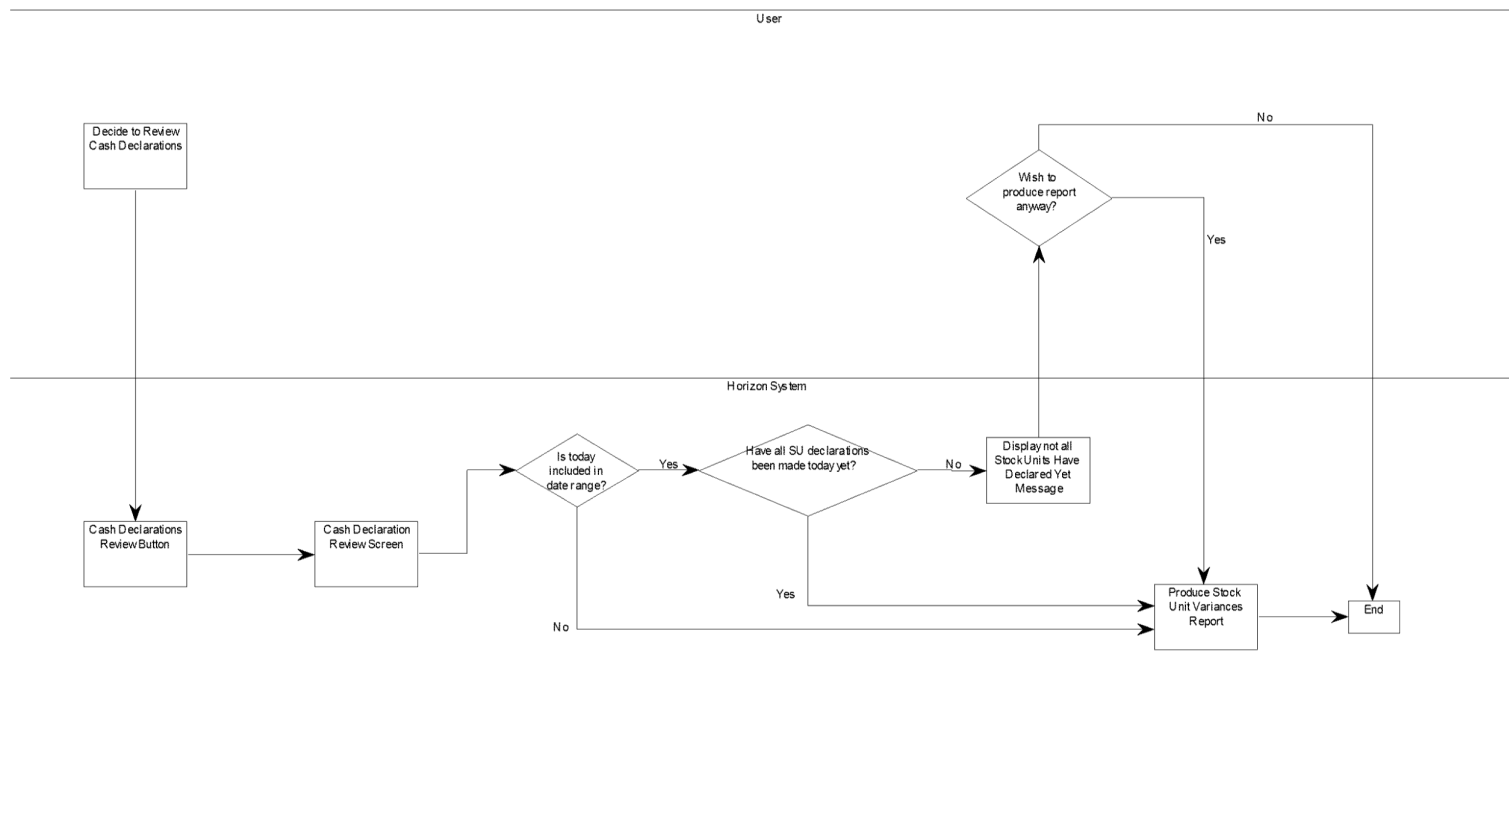 User
Decide to Review
Cash Declarations
No
Wish to
produce report
anyway?
Yes
Horizon System
Is today
included in
date range?
Yes
Have all SU declarations
been made today yet?
No
Display not all
Stock Units Have
Declared Yet
Message
Cash Declarations
Review Button
Cash Declaration
Review Screen
Yes
No
Produce Stock
Unit Variances
Report
End